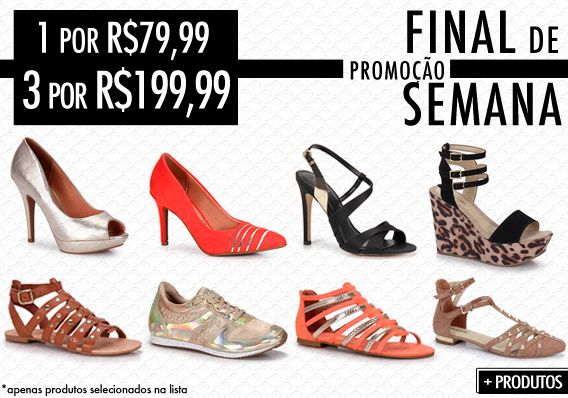 1 POR R$79,99
3 POR R$199,99
FINAL DE
PROMOÇÃO
SEMANA
*apenas produtos selecionados na lista
+ PRODUTOS